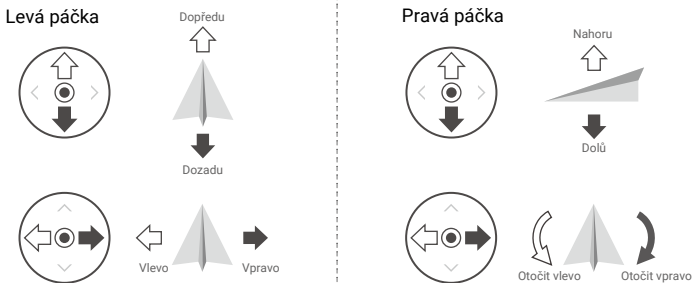 Levá páčka
Dopředu
Dozadu
Vlevo
Vpravo
Pravá páčka
Nahoru
Dolů
Otočit vlevo
Otočit vpravo